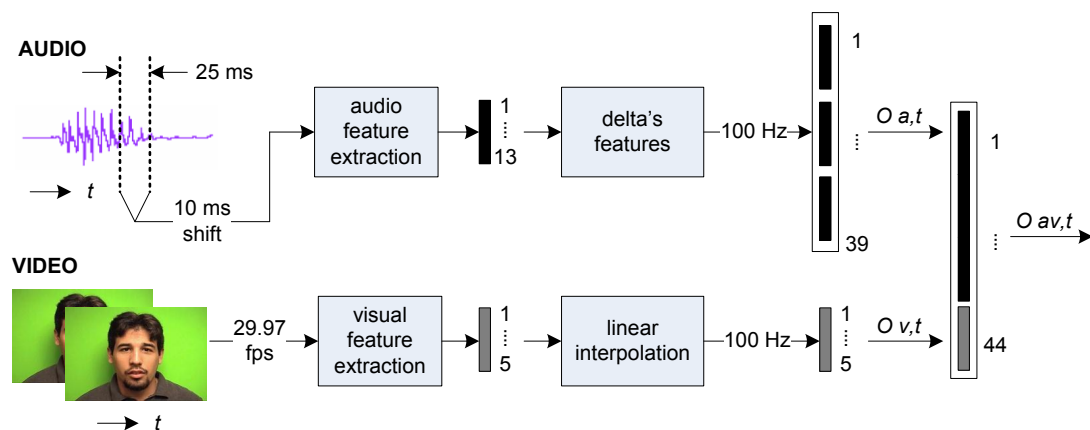 AUDIO
25 ms
t
10 ms
shift
audio
feature
extraction
1
13
delta's
features
100 Hz
1
39
O a,t
1
44
O av,t
VIDEO
t
29.97
fps
visual
feature
extraction
1
5
linear
interpolation
100 Hz
1
5
O v,t